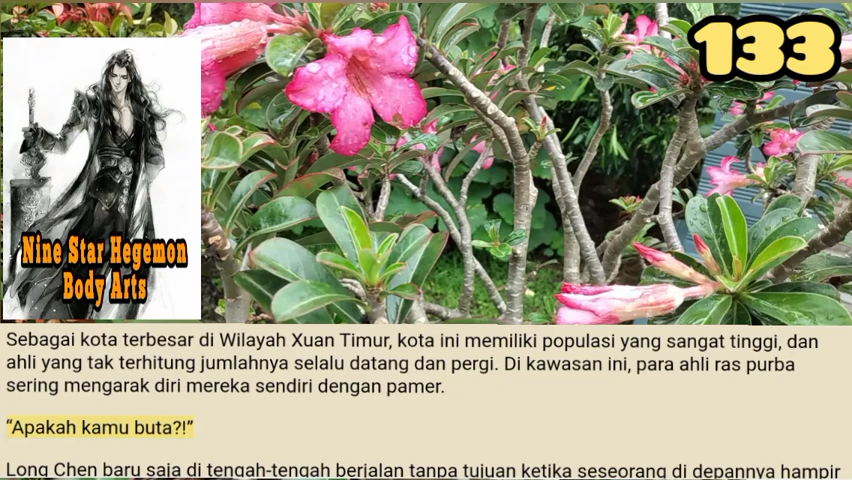 133
Nine Star Hegemon
Body Arts
Sebagai kota terbesar di Wilayah Xuan Timur, kota ini memiliki populasi yang sangat tinggi, dan
ahli yang tak terhitung jumlahnya selalu datang dan pergi. Di kawasan ini, para ahli ras purba
sering mengarak diri mereka sendiri dengan pamer.
“Apakah kamu buta?!”
Long Chen baru saja di tengah-tengah berjalan tanpa tujuan ketika seseorang di depannya hampir